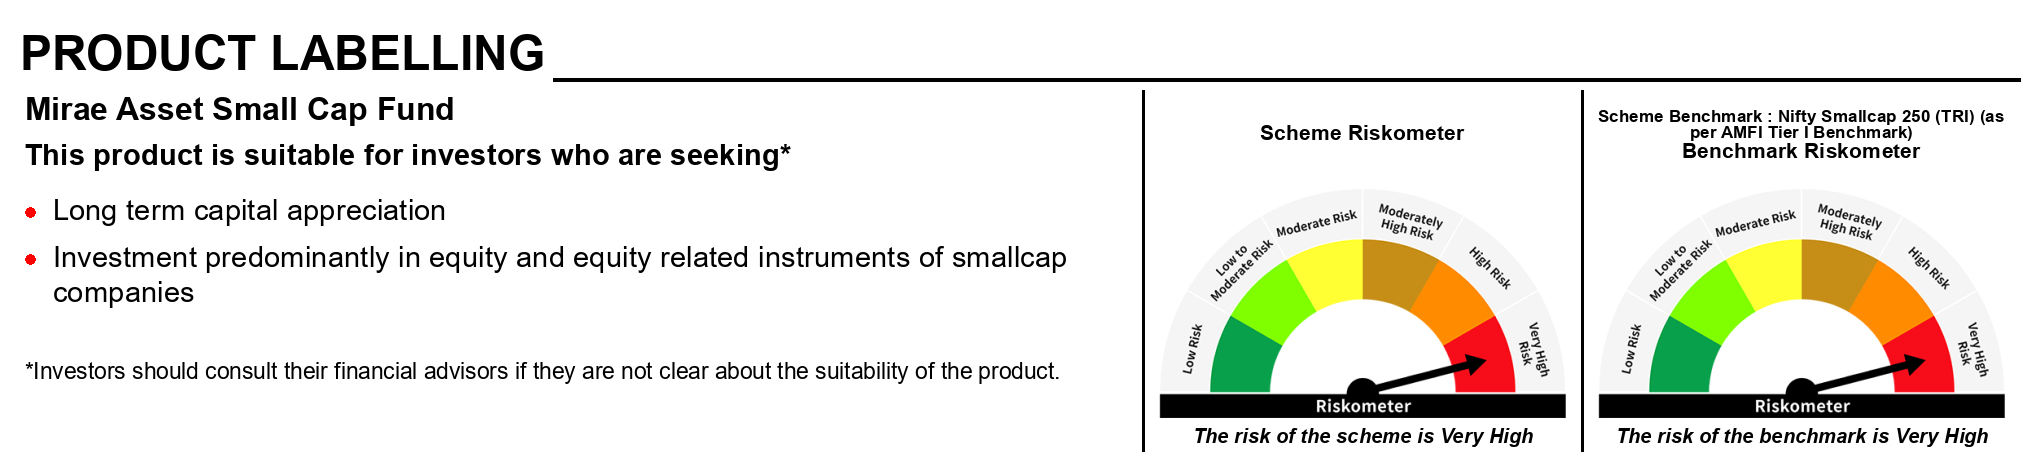 PRODUCT LABELLING
Mirae Asset Small Cap Fund
This product is suitable for investors who are seeking*
• Long term capital appreciation
• Investment predominantly in equity and equity related instruments of smallcap
companies
*Investors should consult their financial advisors if they are not clear about the suitability of the product.
Scheme Riskometer
Low Risk
Low to
Moderate Risk
Moderate Risk
Moderately
High Risk
High Risk
Very High
Risk
Riskometer
The risk of the scheme is Very High
Scheme Benchmark : Nifty Smallcap 250 (TRI) (as
per AMFI Tier I Benchmark)
Benchmark Riskometer
Low Risk
Low to
Moderate Risk
Moderate Risk
Moderately
High Risk
High Risk
Very High
Risk
Riskometer
The risk of the benchmark is Very High